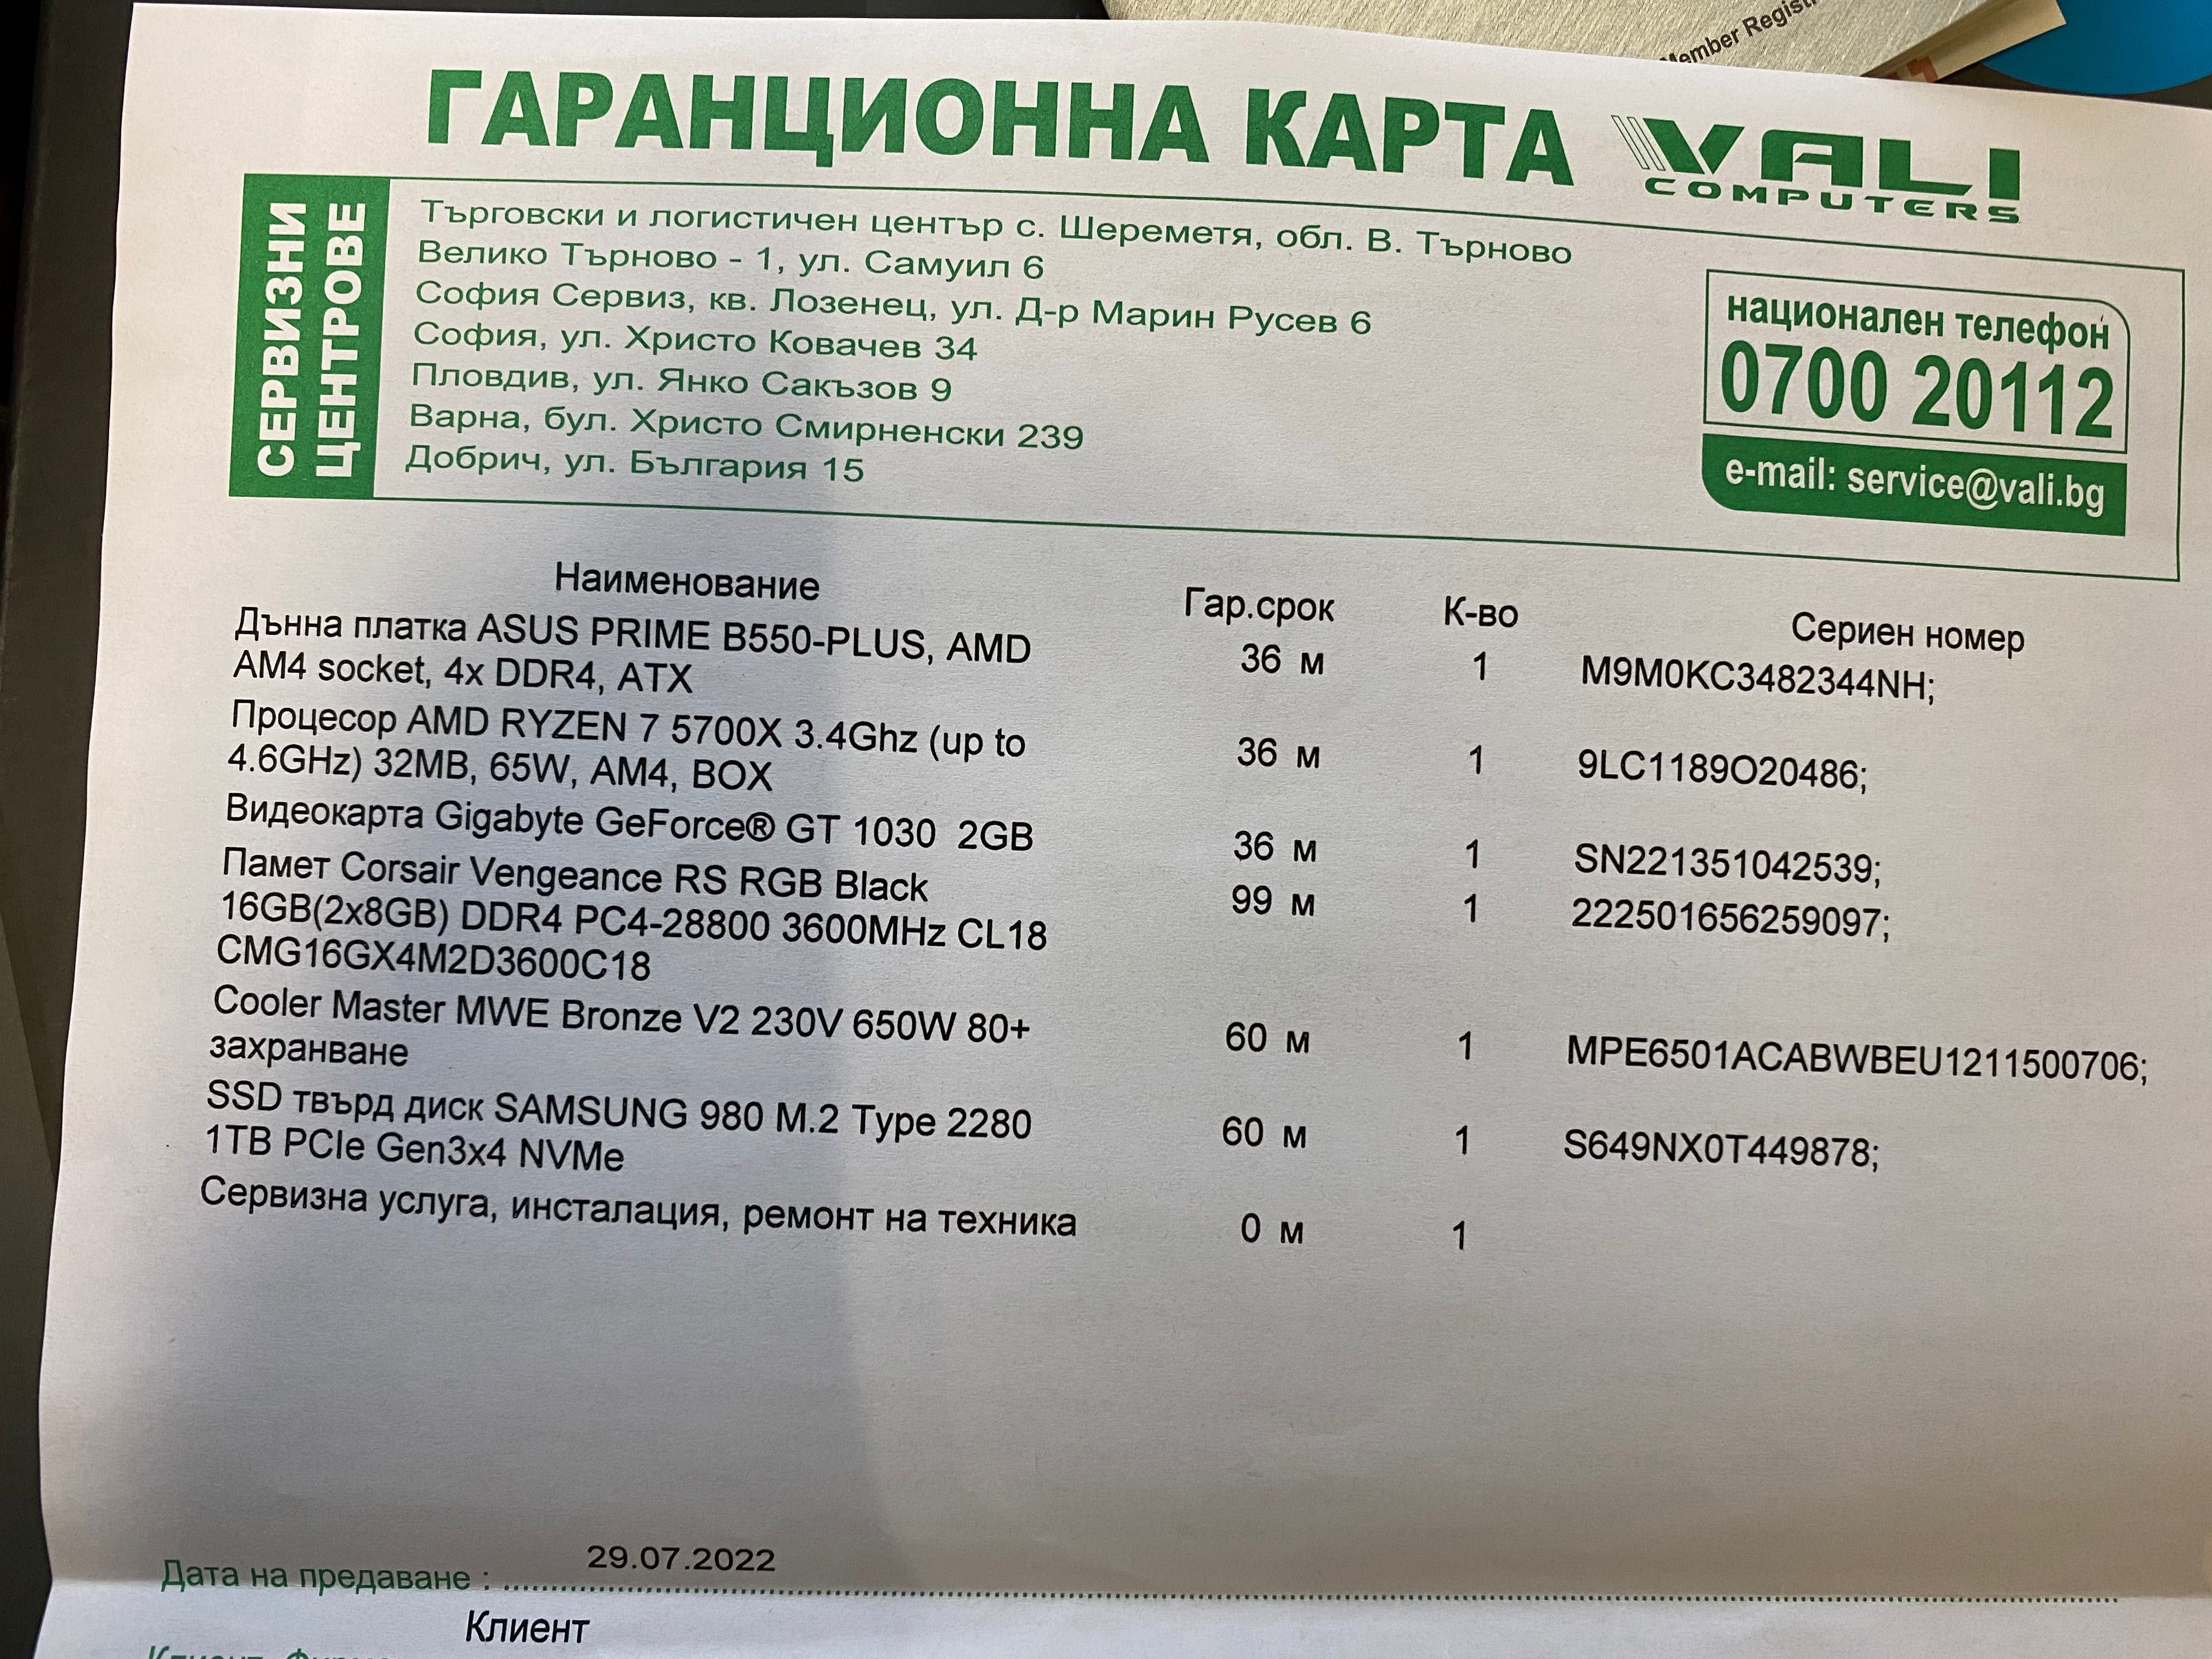 Member Regist
ГАРАНЦИОННА КАРТА
VALI
COMPUTERS
СЕРВИЗНИ
ЦЕНТРОВЕ
Търговски и логистичен център с. Шереметя, обл. В. Търново
Велико Търново - 1, ул. Самуил 6
София Сервиз, кв. Лозенец, ул. Д-р Марин Русев 6
София, ул. Христо Ковачев 34
Пловдив, ул. Янко Сакъзов 9
Варна, бул. Христо Смирненски 239
Добрич, ул. България 15
национален телефон
0700 20112
e-mail: service@vali.bg
Наименование Гар.срок К-во Сериен номер
Дънна платка ASUS PRIME B550-PLUS, AMD 36 м 1 M9M0KC3482344NH;
AM4 socket, 4x DDR4, ATX
Процесор AMD RYZEN 7 5700X 3.4Ghz (up to 36 м 1 9LC1189O20486;
4.6GHz) 32MB, 65W, AM4, BOX
Видеокарта Gigabyte GeForce® GT 1030 2GB 36 м 1 SN221351042539;
Памет Corsair Vengeance RS RGB Black 99 м 1 222501656259097;
16GB(2x8GB) DDR4 PC4-28800 3600MHz CL18
CMG16GX4M2D3600C18
Cooler Master MWE Bronze V2 230V 650W 80+ 60 м 1 MPE6501ACABWBEU1211500706;
захранване
SSD твърд диск SAMSUNG 980 M.2 Type 2280 60 м 1 S649NX0T449878;
1TB PCIe Gen3x4 NVMe
Сервизна услуга, инсталация, ремонт на техника 0 м 1
Дата на предаване : 29.07.2022
Клиент